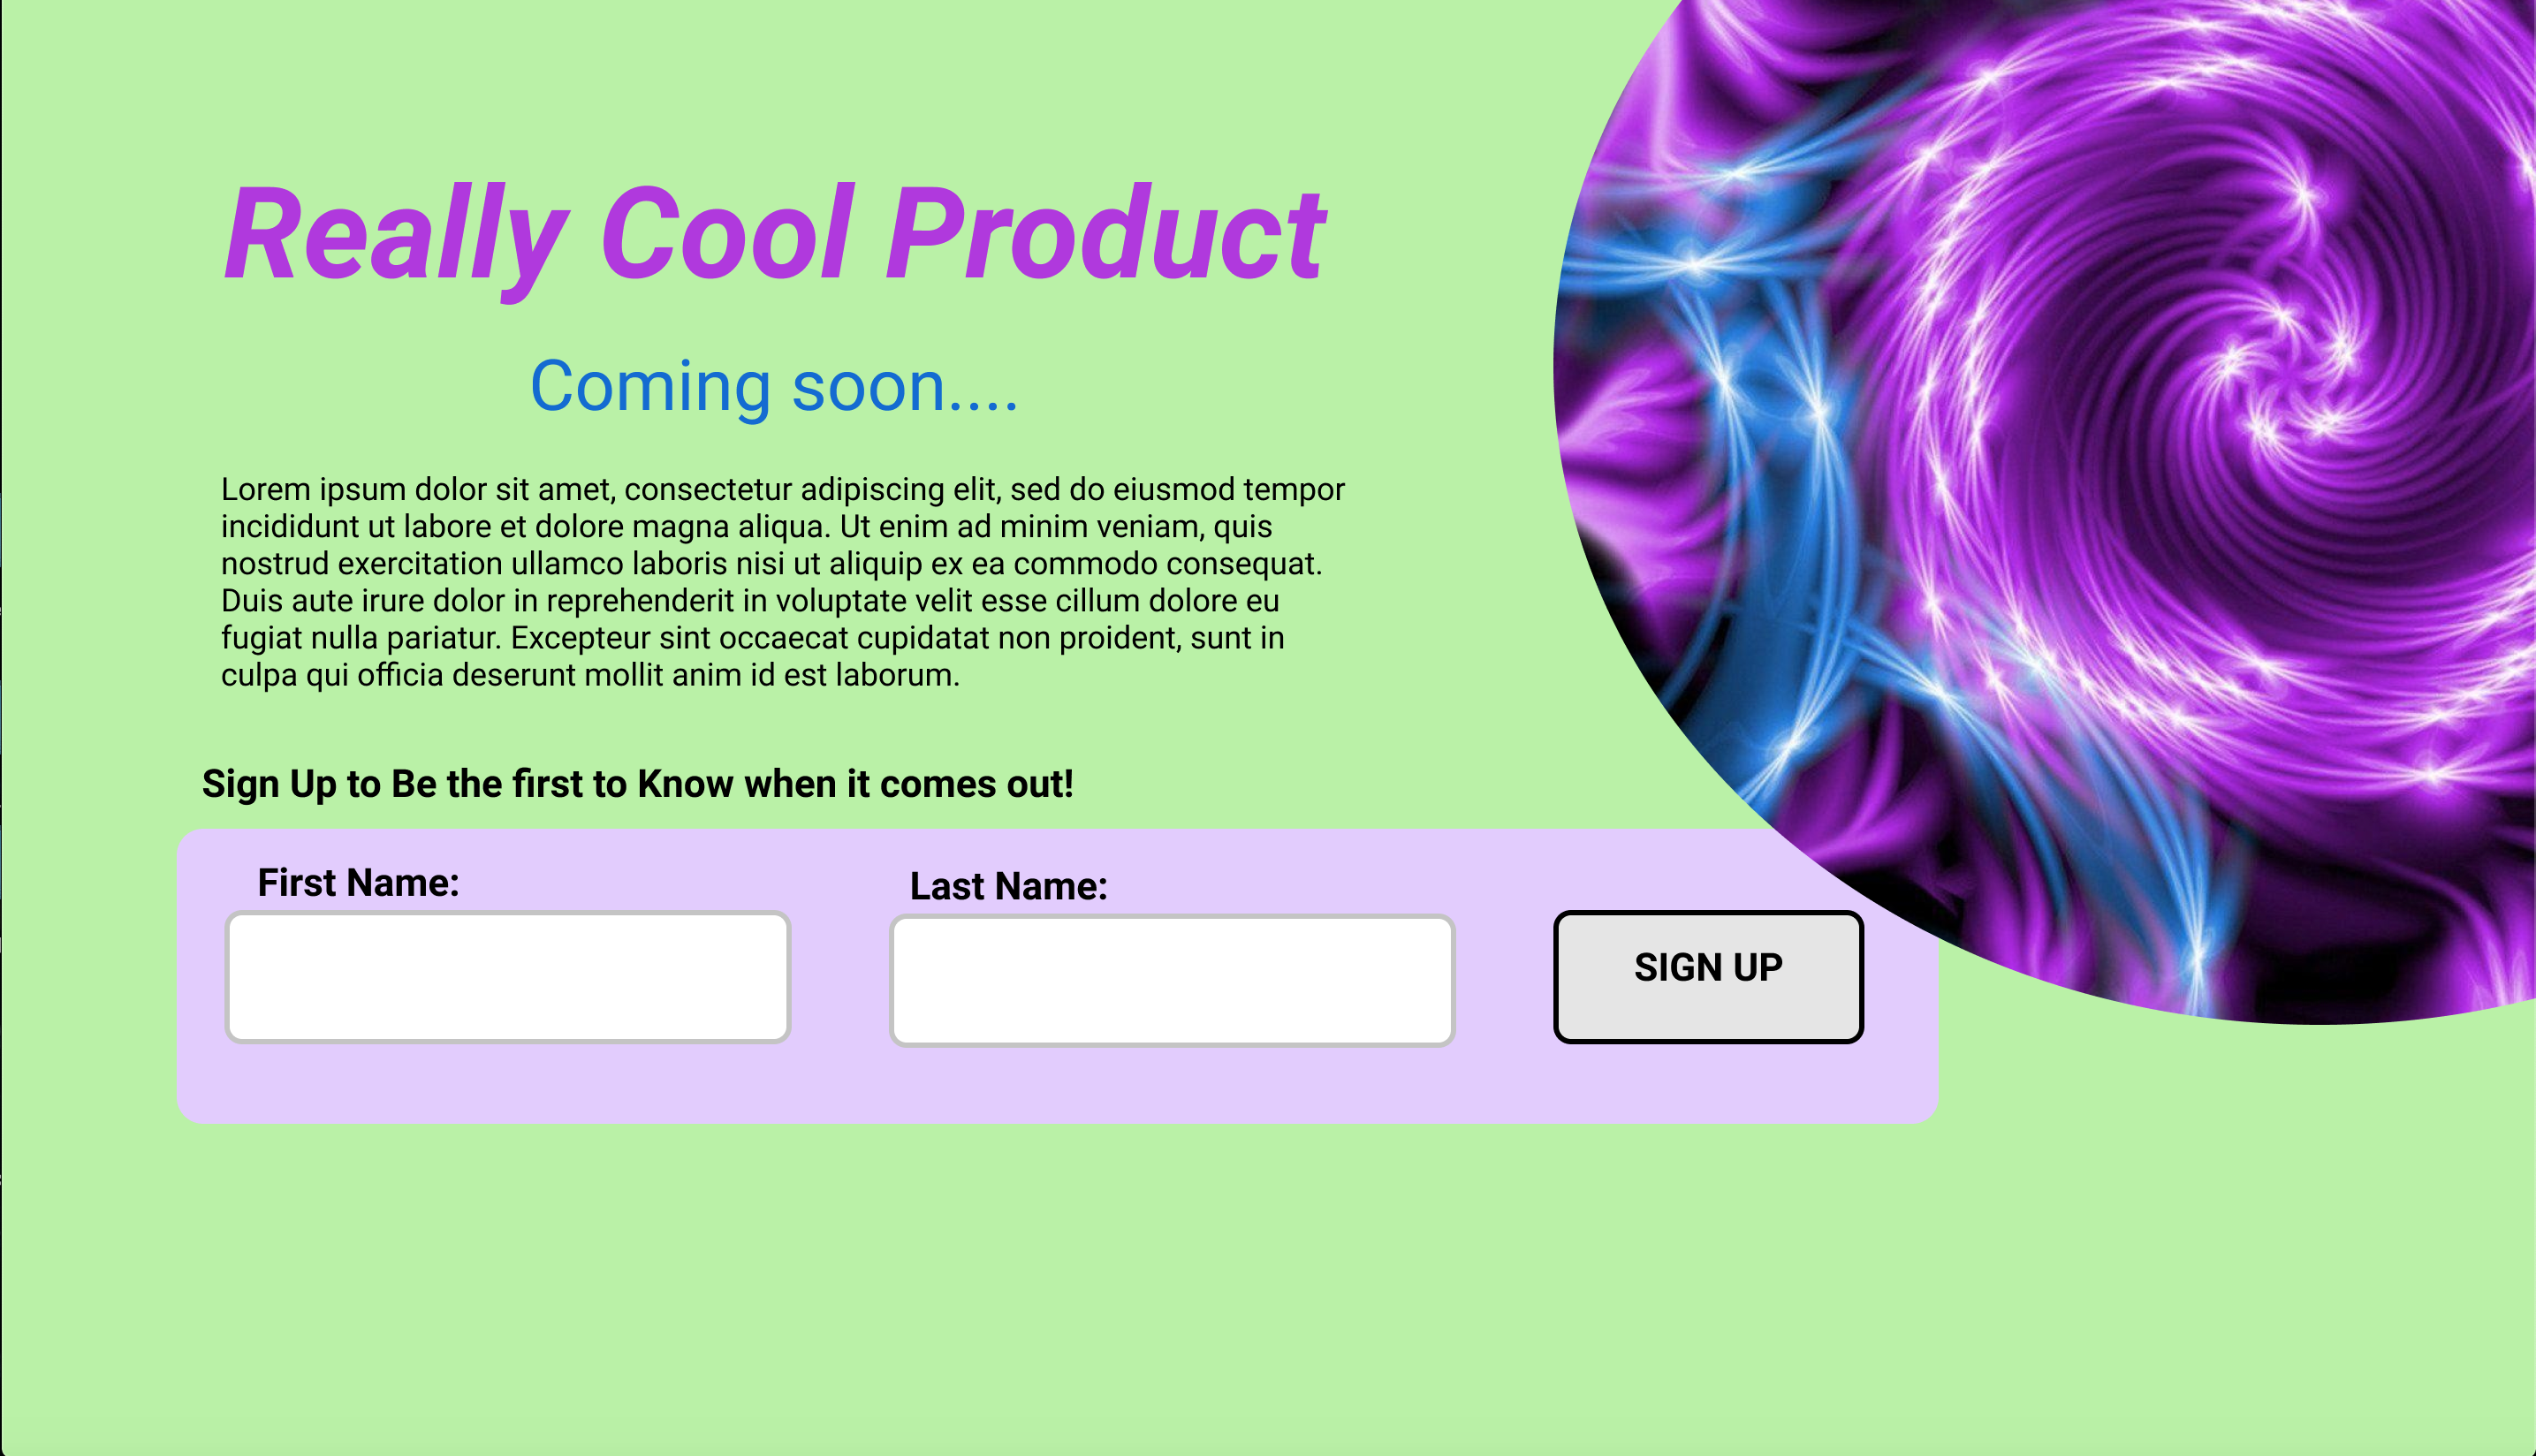 Really Cool Product
Coming soon....
Lorem ipsum dolor sit amet, consectetur adipiscing elit, sed do eiusmod tempor
incididunt ut labore et dolore magna aliqua. Ut enim ad minim veniam, quis
nostrud exercitation ullamco laboris nisi ut aliquip ex ea commodo consequat.
Duis aute irure dolor in reprehenderit in voluptate velit esse cillum dolore eu
fugiat nulla pariatur. Excepteur sint occaecat cupidatat non proident, sunt in
culpa qui officia deserunt mollit anim id est laborum.
Sign Up to Be the first to Know when it comes out!
First Name:
Last Name:
SIGN UP